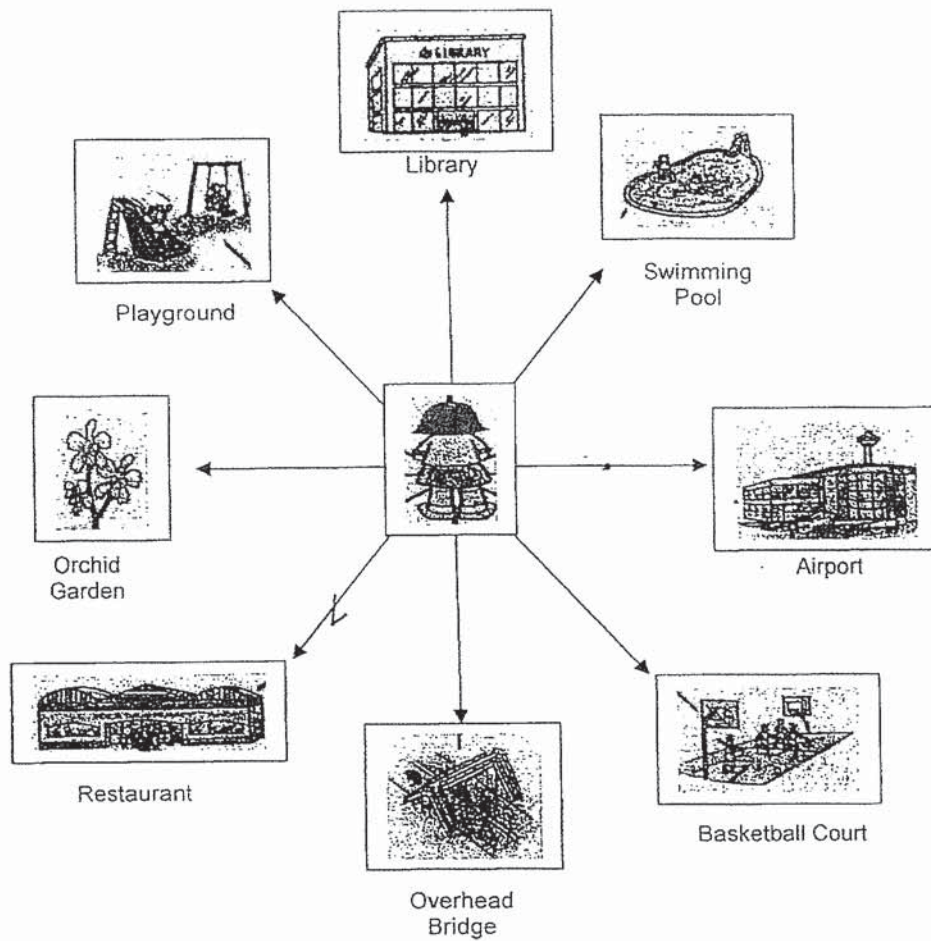 LIBRARY
Library
Swimming
Pool
Playground
Orchid
Garden
Airport
Restaurant
Basketball Court
Overhead
Bridge